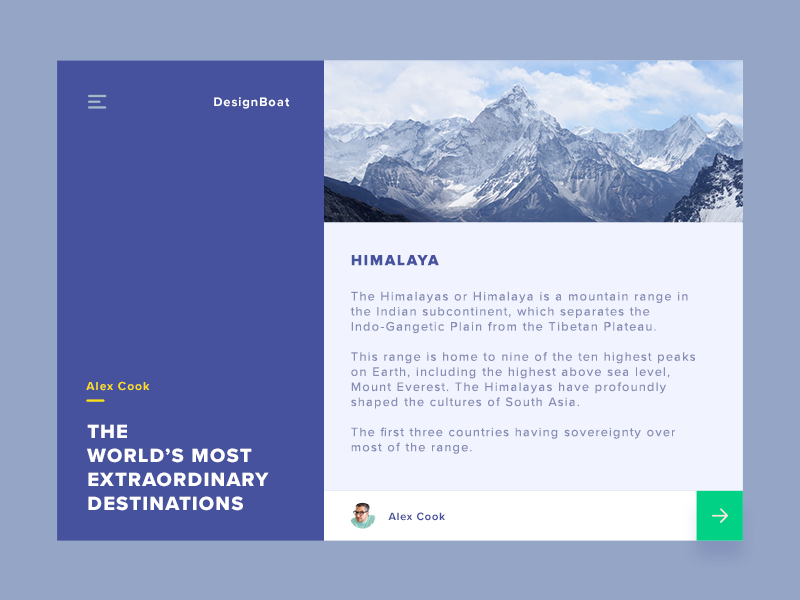 DesignBoat
Alex Cook
THE
WORLD’S MOST
EXTRAORDINARY
DESTINATIONS
HIMALAYA
The Himalayas or Himalaya is a mountain range in
the Indian subcontinent, which separates the
Indo-Gangetic Plain from the Tibetan Plateau.
This range is home to nine of the ten highest peaks
on Earth, including the highest above sea level,
Mount Everest. The Himalayas have profoundly
shaped the cultures of South Asia.
The first three countries having sovereignty over
most of the range.
Alex Cook